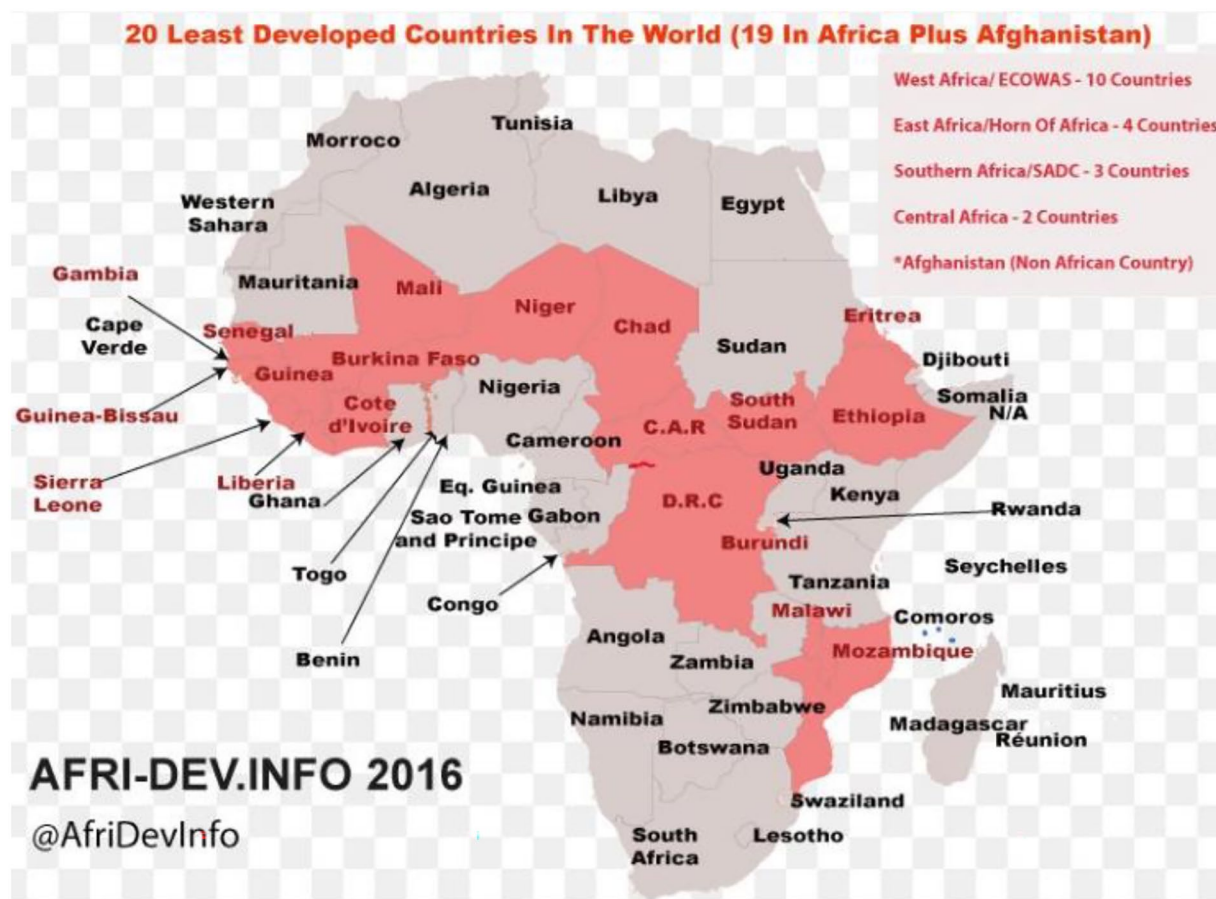 20 Least Developed Countries In The World (19 In Africa Plus Afghanistan)
West Africa/ ECOWAS - 10 Countries
East Africa/Horn Of Africa - 4 Countries
Southern Africa/SADC - 3 Countries
Central Africa - 2 Countries
*Afghanistan (Non African Country)
Tunisia
Morroco
Algeria
Libya
Egypt
Western
Sahara
Gambia
Mauritania
Mali
Niger
Chad
Eritrea
Cape
Verde
Senegal
Sudan
Djibouti
Burkina Faso
Guinea
Nigeria
Somalia
N/A
Guinea-Bissau
Cote
d'Ivoire
South
Sudan
Ethiopia
C.A.R
Cameroon
Uganda
Sierra
Leone
Liberia
Ghana
Eq. Guinea
Kenya
D.R.C
Rwanda
Sao Tome
and Principe
Gabon
Burundi
Seychelles
Togo
Tanzania
Congo
Malawi
Comoros
Angola
Mozambique
Benin
Zambia
Mauritius
Zimbabwe
Namibia
Madagascar
Réunion
Botswana
AFRI-DEV.INFO 2016
Swaziland
@AfriDevInfo
South
Africa
Lesotho